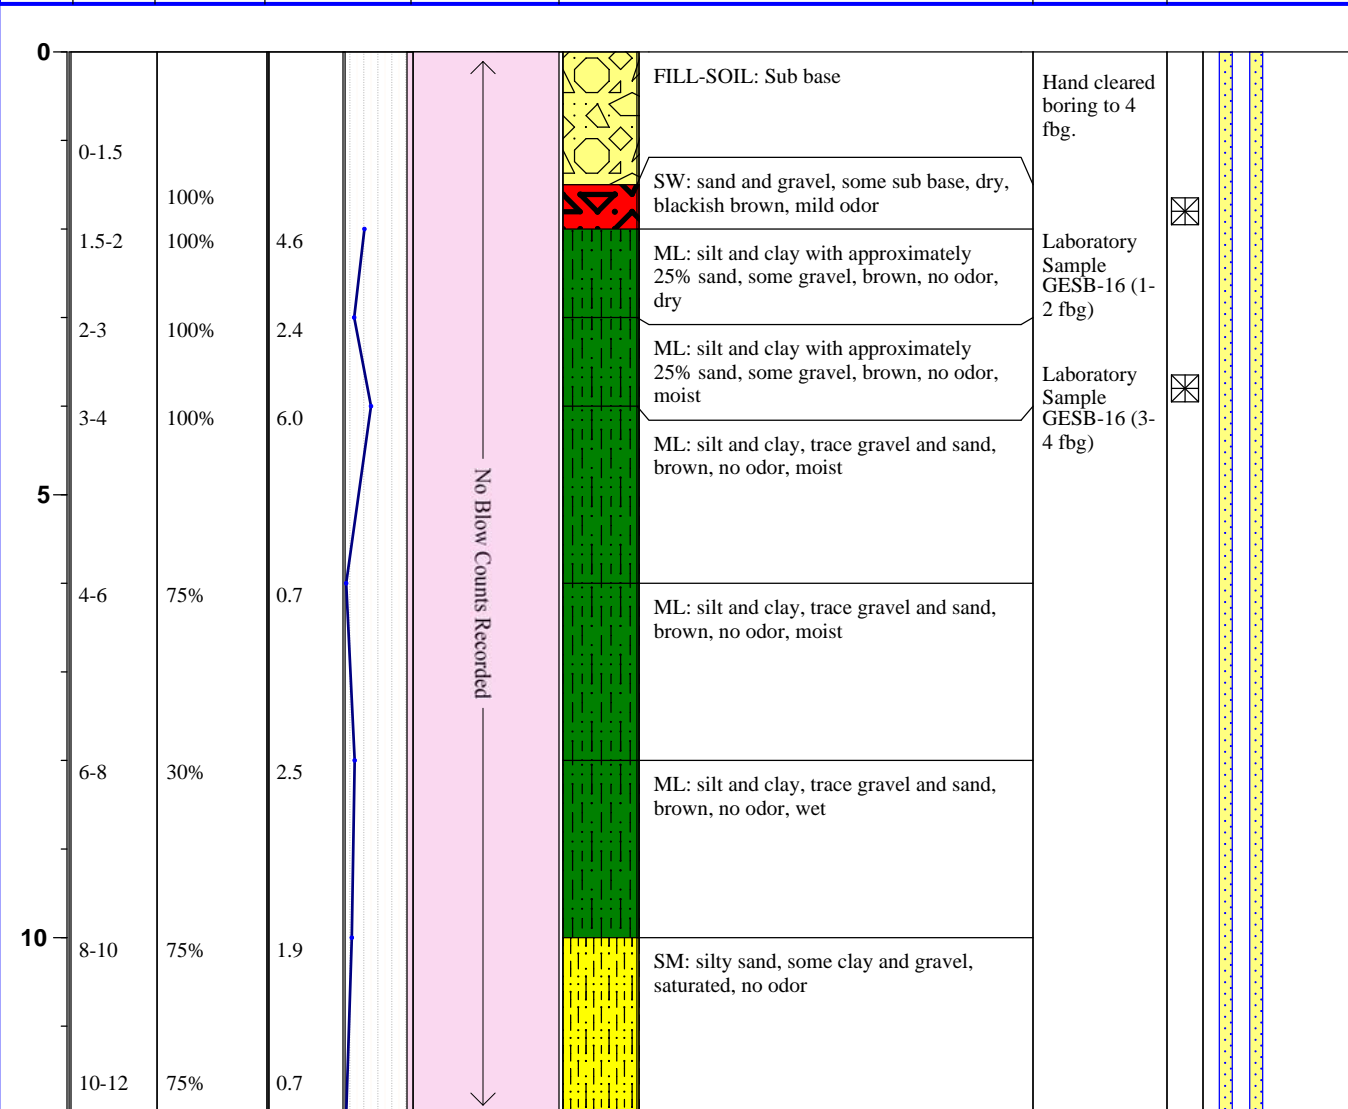 0
FILL-SOIL: Sub base
Hand cleared
boring to 4
fbg.
0-1.5
100%
SW: sand and gravel, some sub base, dry,
blackish brown, mild odor
1.5-2
100%
4.6
ML: silt and clay with approximately
25% sand, some gravel, brown, no odor,
dry
Laboratory
Sample
GESB-16 (1-
2 fbg)
2-3
100%
2.4
ML: silt and clay with approximately
25% sand, some gravel, brown, no odor,
moist
Laboratory
Sample
GESB-16 (3-
4 fbg)
3-4
100%
6.0
ML: silt and clay, trace gravel and sand,
brown, no odor, moist
5
No Blow Counts Recorded
4-6
75%
0.7
ML: silt and clay, trace gravel and sand,
brown, no odor, moist
6-8
30%
2.5
ML: silt and clay, trace gravel and sand,
brown, no odor, wet
10
8-10
75%
1.9
SM: silty sand, some clay and gravel,
saturated, no odor
10-12
75%
0.7